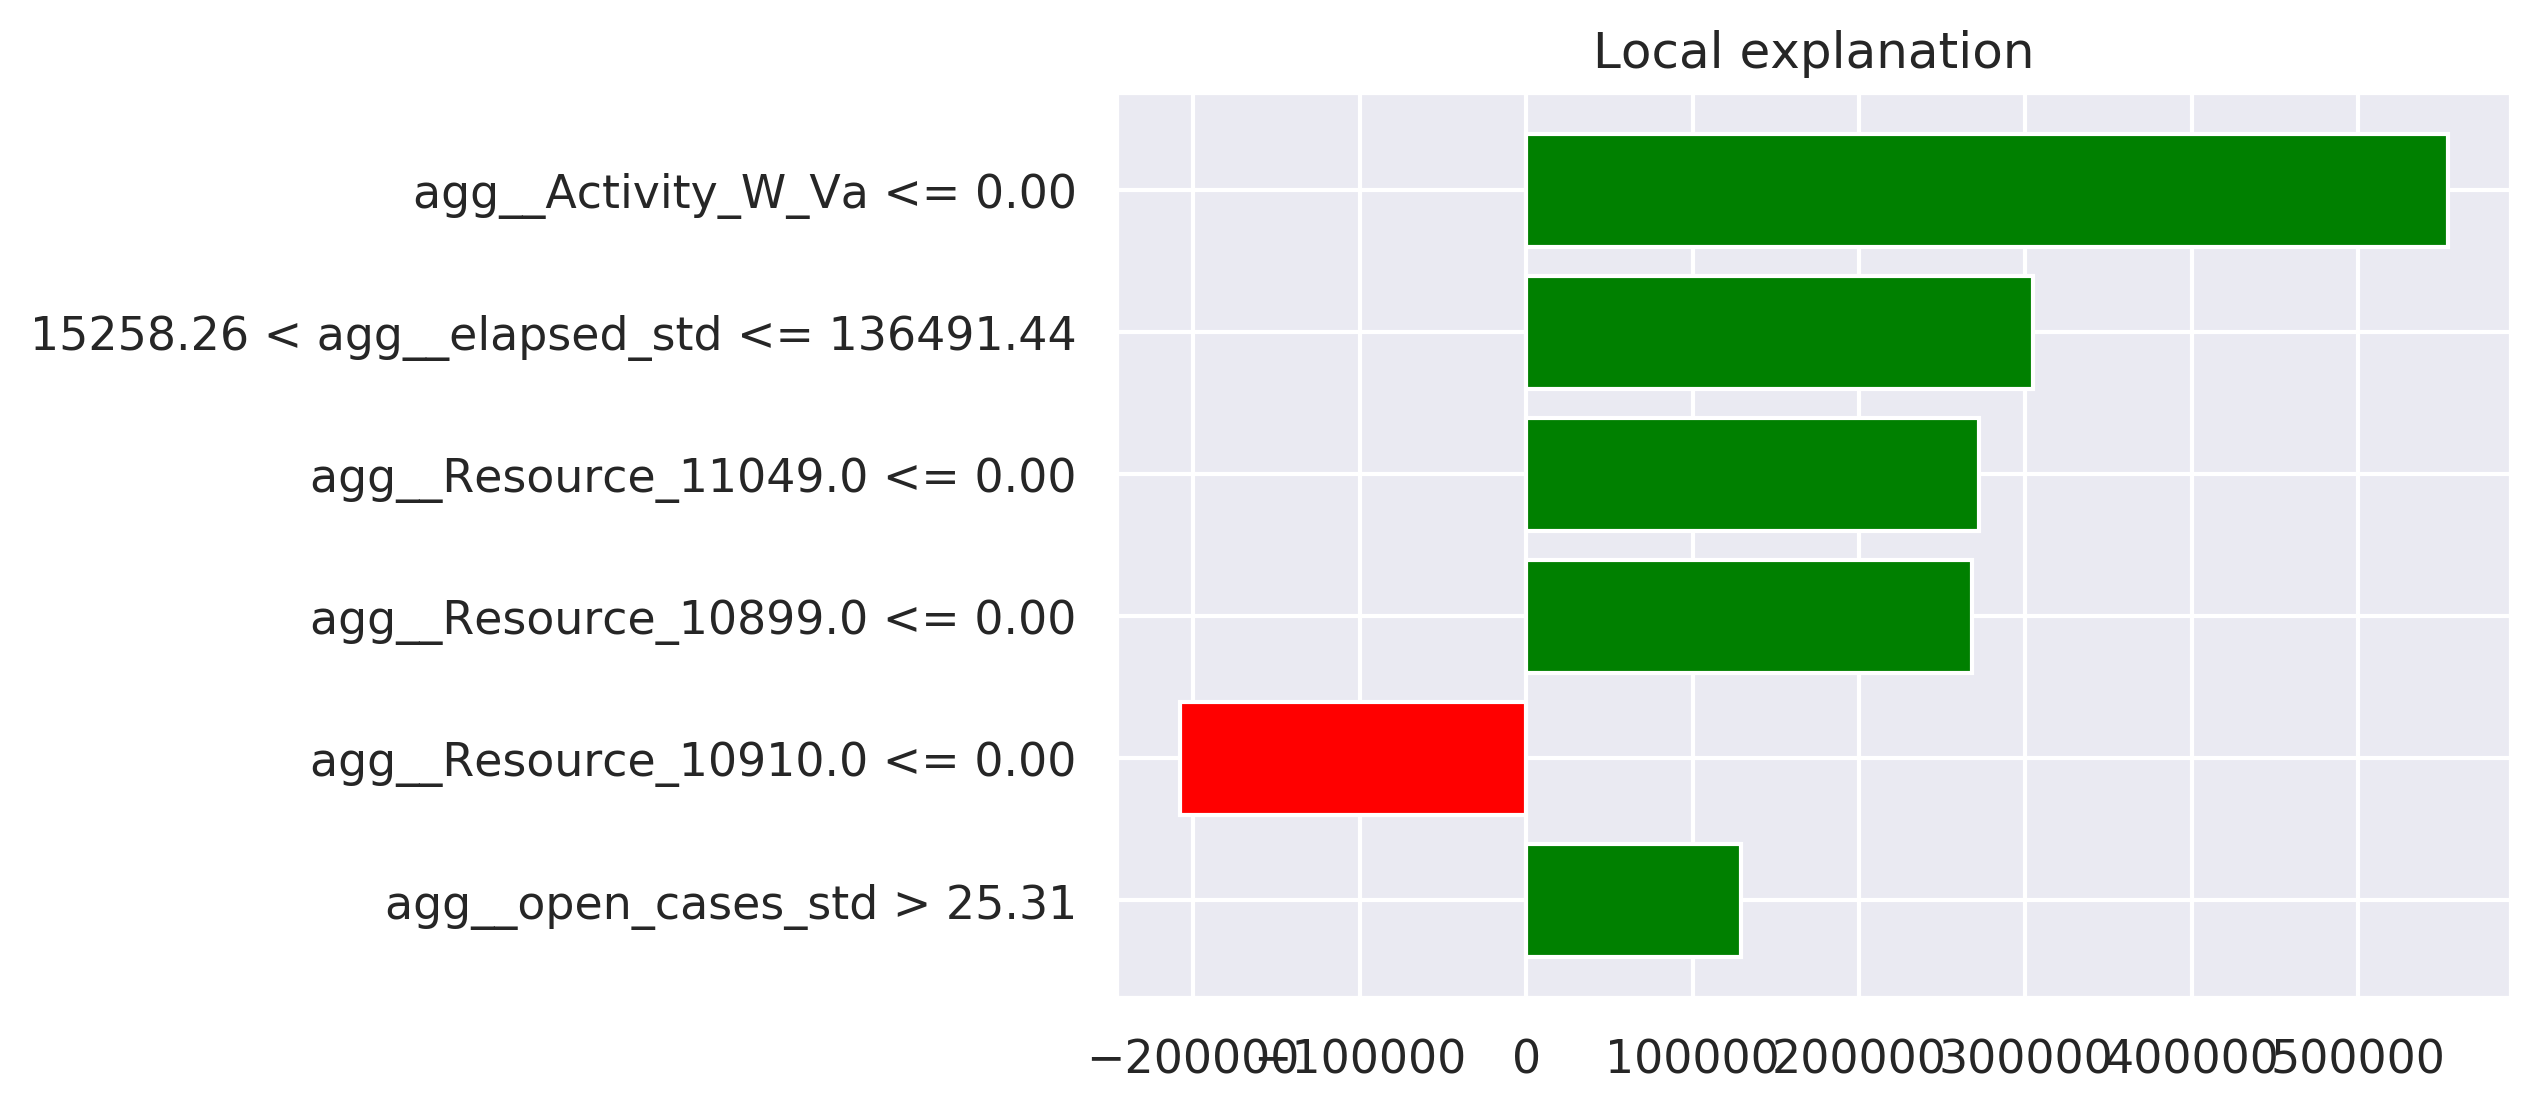 Local explanation
agg__Activity_W_Va <= 0.00
15258.26 < agg__elapsed_std <= 136491.44
agg__Resource_11049.0 <= 0.00
agg__Resource_10899.0 <= 0.00
agg__Resource_10910.0 <= 0.00
agg__open_cases_std > 25.31
−200000 −100000 0 100000 200000 300000 400000 500000